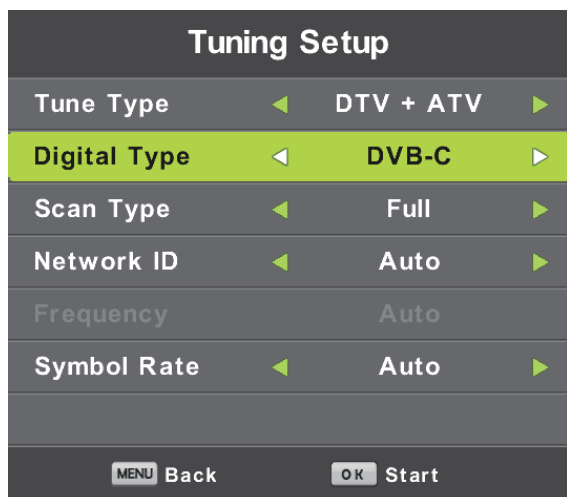 Tuning Setup
Tune Type DTV + ATV
Digital Type DVB-C
Scan Type Full
Network ID Auto
Frequency Auto
Symbol Rate Auto
MENU Back OK Start